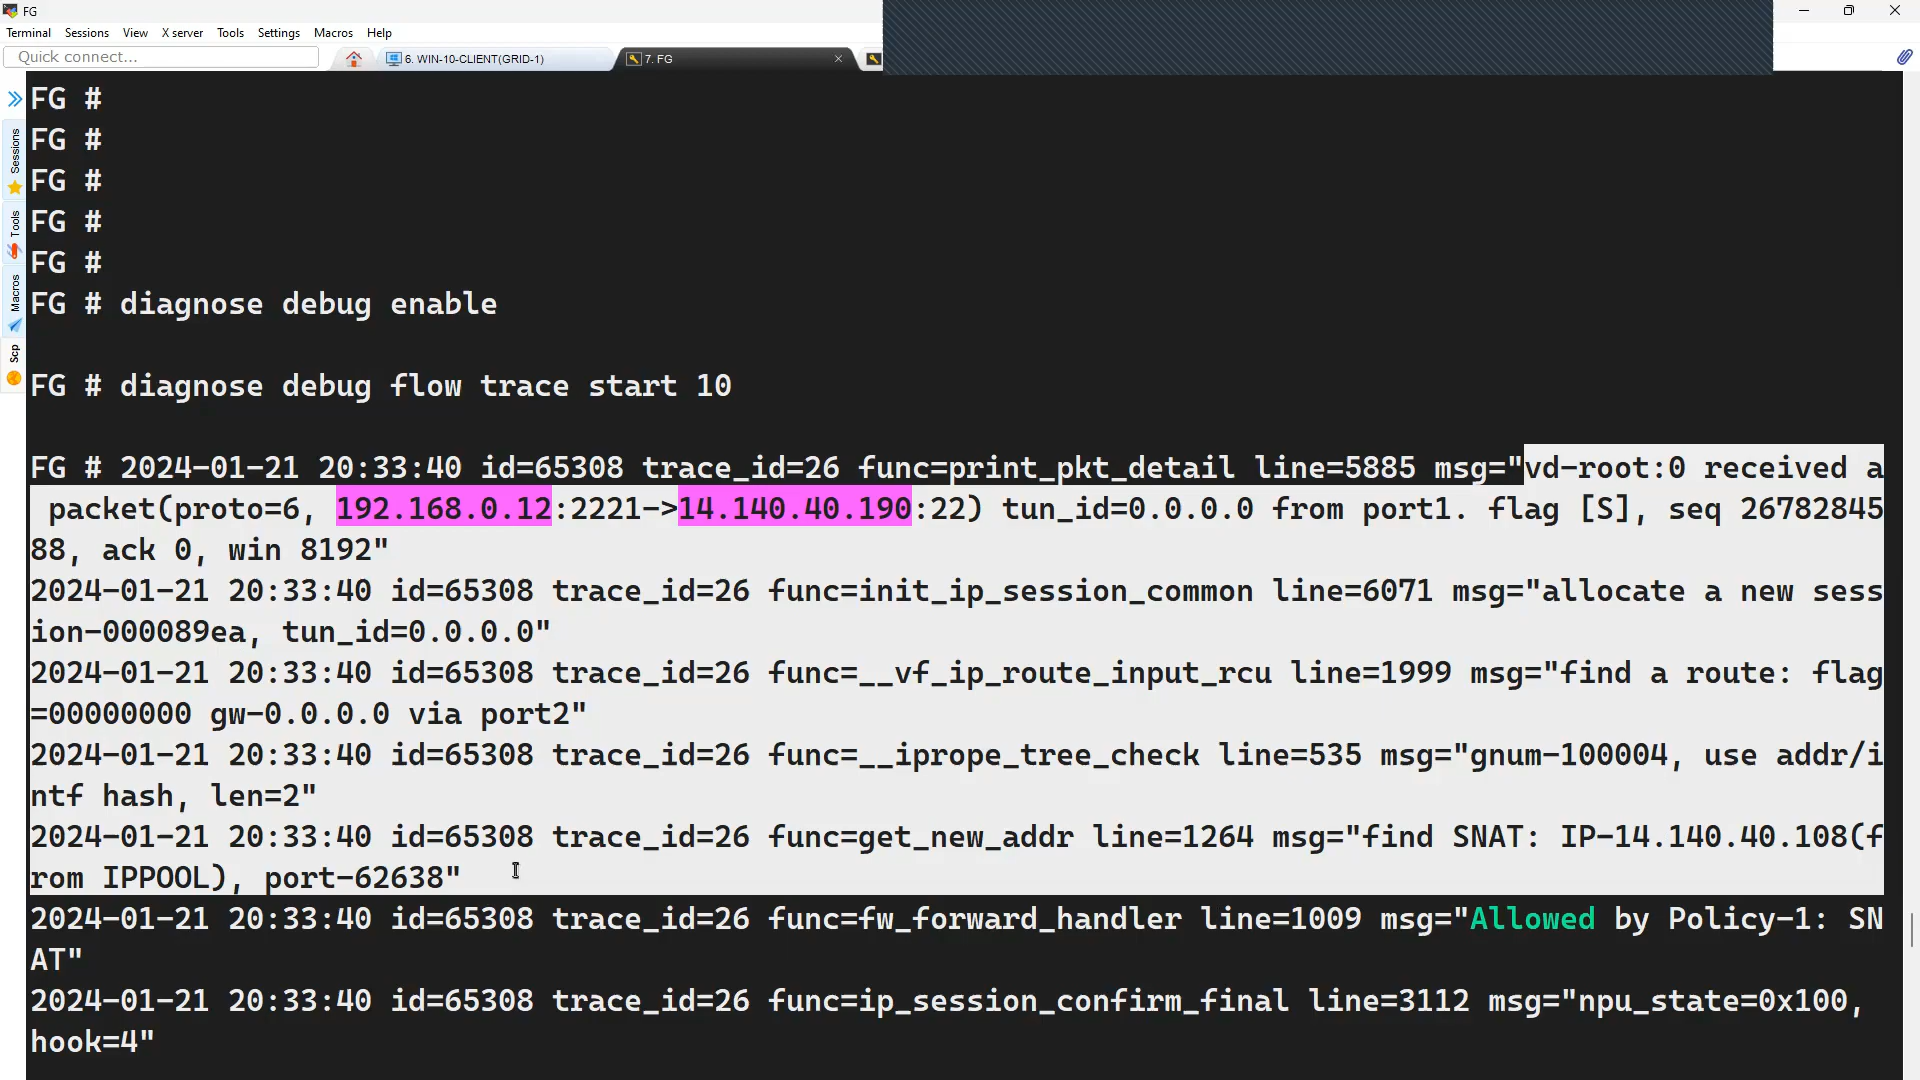 FG
Terminal Sessions View X server Tools Settings Macros Help
Quick connect... 6. WIN-10-CLIENT(GRID-1) 7. FG
Sessions
Tools
Macros
Scp
FG #
FG #
FG #
FG #
FG #
FG # diagnose debug enable
FG # diagnose debug flow trace start 10
FG # 2024-01-21 20:33:40 id=65308 trace_id=26 func=print_pkt_detail line=5885 msg="vd-root:0 received a
packet(proto=6, 192.168.0.12:2221->14.140.40.190:22) tun_id=0.0.0.0 from port1. flag [S], seq 26782845
88, ack 0, win 8192"
2024-01-21 20:33:40 id=65308 trace_id=26 func=init_ip_session_common line=6071 msg="allocate a new sess
ion-000089ea, tun_id=0.0.0.0"
2024-01-21 20:33:40 id=65308 trace_id=26 func=__vf_ip_route_input_rcu line=1999 msg="find a route: flag
=00000000 gw-0.0.0.0 via port2"
2024-01-21 20:33:40 id=65308 trace_id=26 func=__iprope_tree_check line=535 msg="gnum-100004, use addr/i
ntf hash, len=2"
2024-01-21 20:33:40 id=65308 trace_id=26 func=get_new_addr line=1264 msg="find SNAT: IP-14.140.40.108(f
rom IPPOOL), port-62638"
2024-01-21 20:33:40 id=65308 trace_id=26 func=fw_forward_handler line=1009 msg="Allowed by Policy-1: SN
AT"
2024-01-21 20:33:40 id=65308 trace_id=26 func=ip_session_confirm_final line=3112 msg="npu_state=0x100,
hook=4"